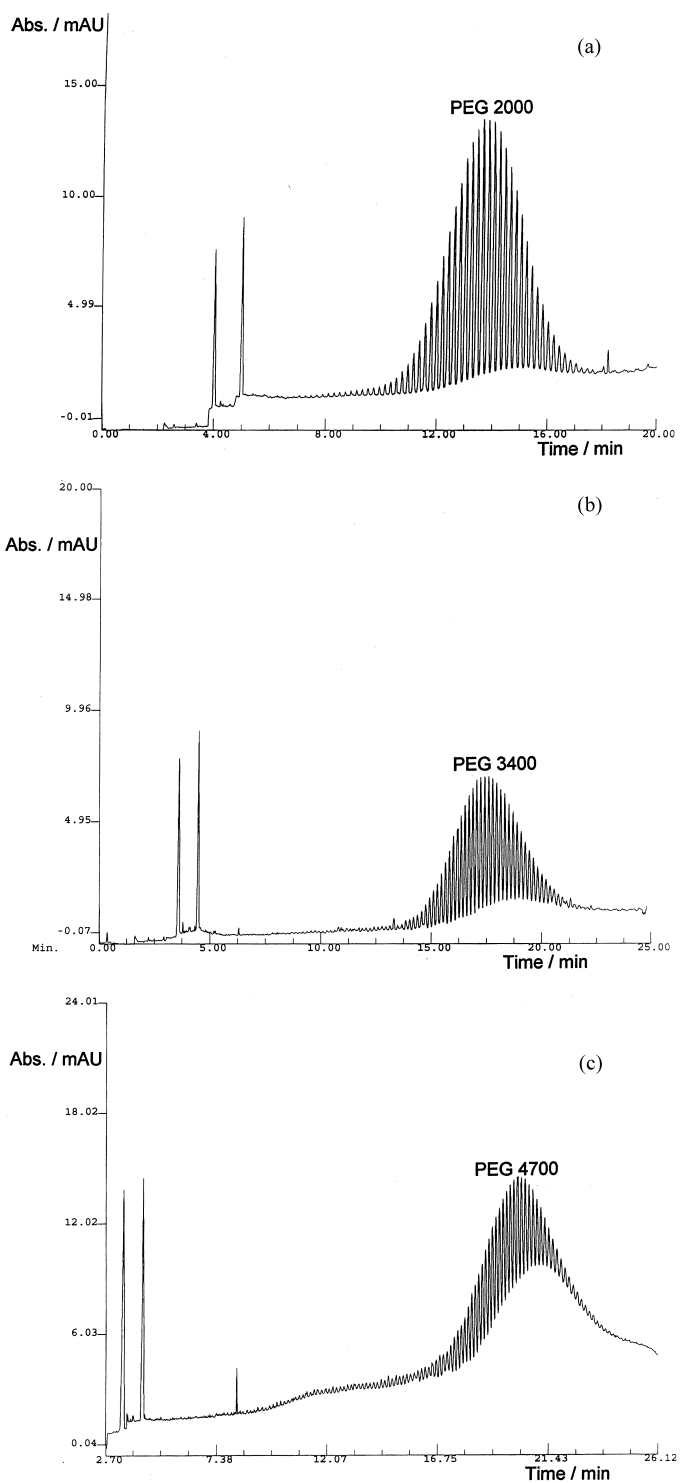 Abs. / mAU
(a)
15.00
PEG 2000
10.00
4.99
-0.01
0.00 4.00 8.00 12.00 16.00 20.00
Time / min
20.00
(b)
Abs. / mAU
14.98
9.96
PEG 3400
4.95
-0.07
Min. 0.00 5.00 10.00 15.00 20.00 25.00
Time / min
24.01
Abs. / mAU
(c)
18.02
PEG 4700
12.02
6.03
0.04
2.70 7.38 12.07 16.75 21.43 26.12
Time / min